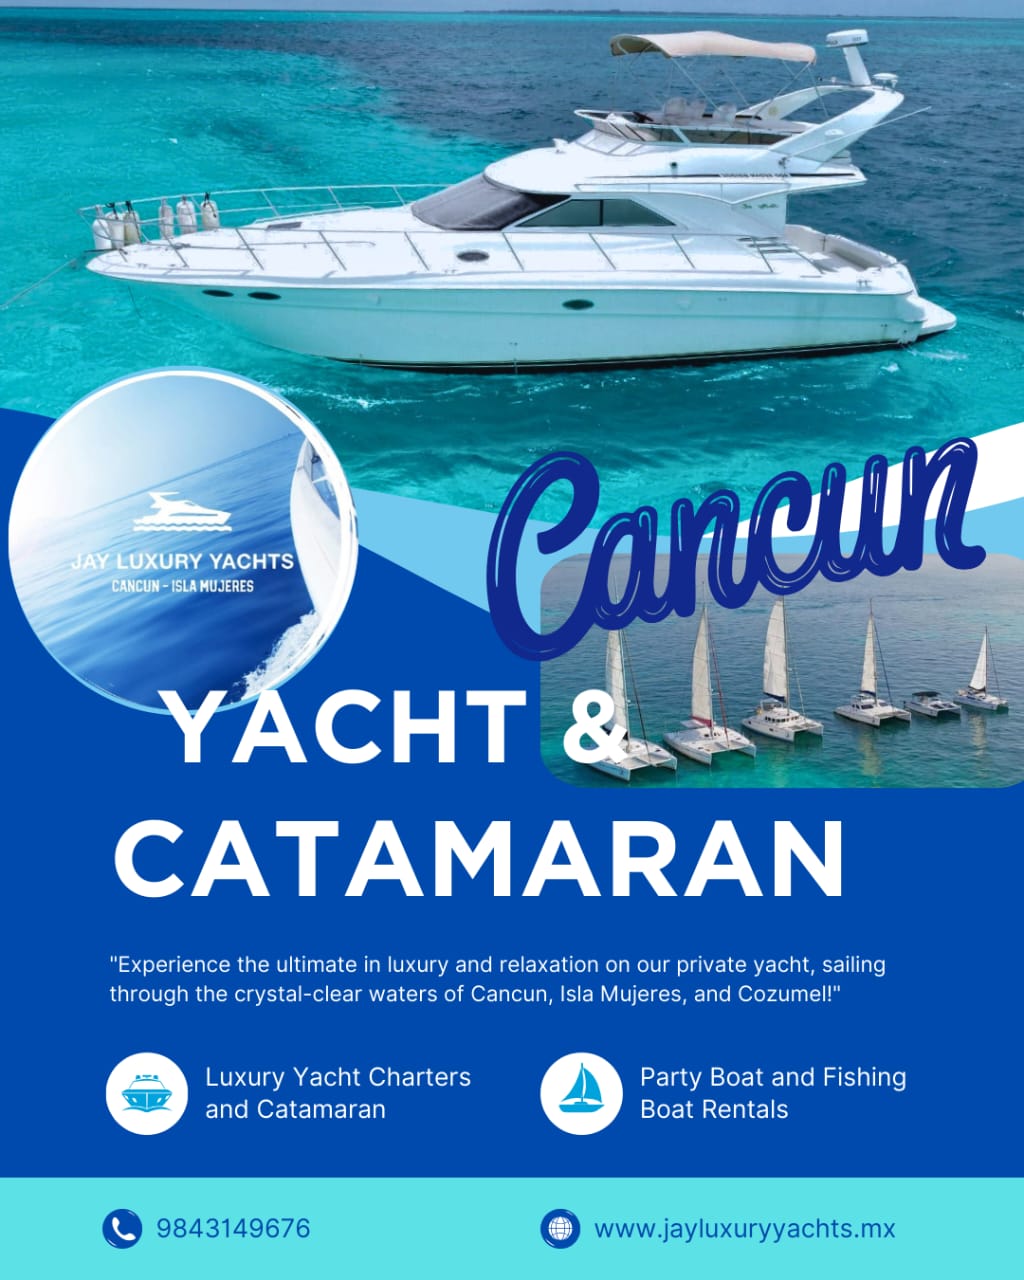 JAY LUXURY YACHTS
CANCUN - ISLA MUJERES
Cancun
YACHT &
CATAMARAN
"Experience the ultimate in luxury and relaxation on our private yacht, sailing
through the crystal-clear waters of Cancun, Isla Mujeres, and Cozumel!"
Luxury Yacht Charters
and Catamaran
Party Boat and Fishing
Boat Rentals
9843149676
www.jayluxuryyachts.mx